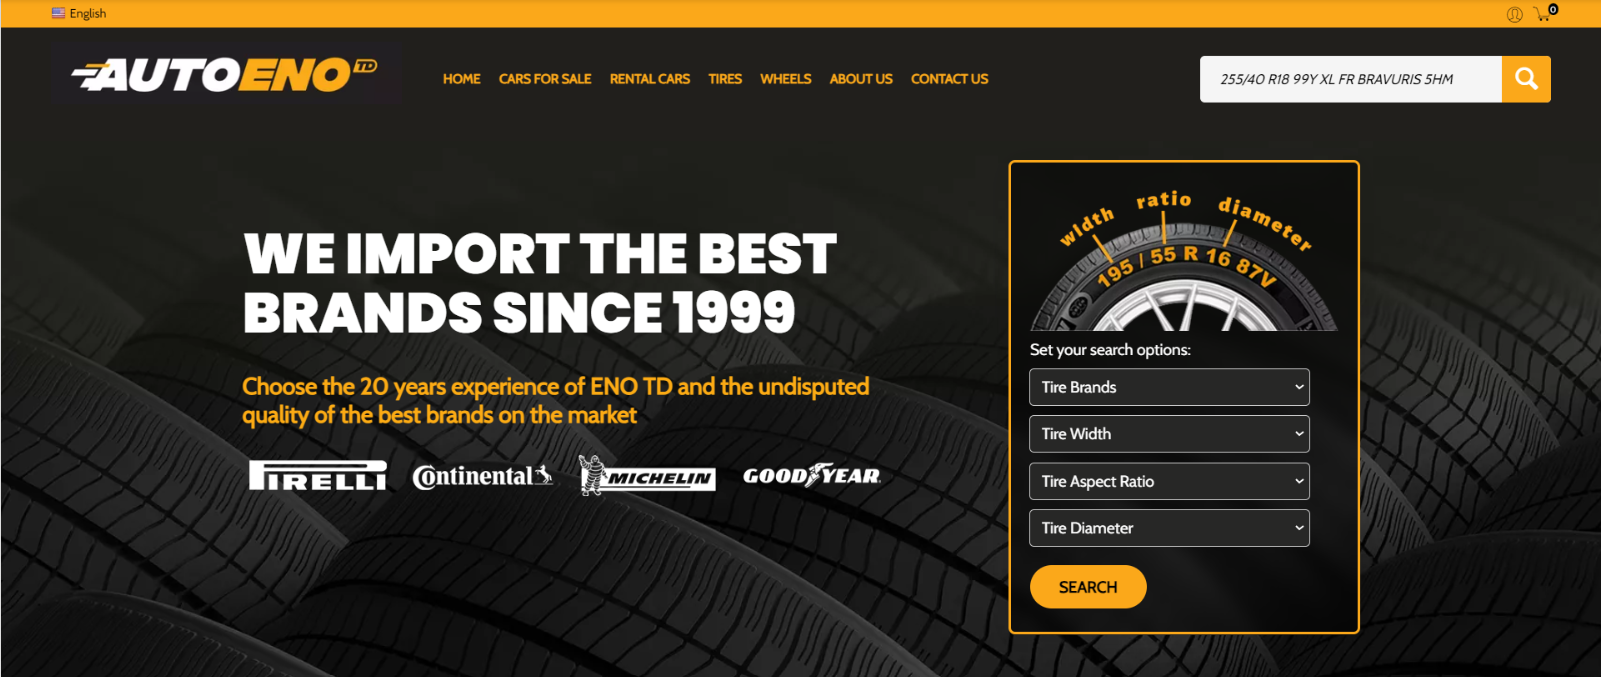 English
0
AUTOENO TD
HOME CARS FOR SALE RENTAL CARS TIRES WHEELS ABOUT US CONTACT US
255/40 R18 99Y XL FR BRAVURIS 5HM
WE IMPORT THE BEST
BRANDS SINCE 1999
Choose the 20 years experience of ENO TD and the undisputed
quality of the best brands on the market
PIRELLI Continental MICHELIN GOODYEAR
width ratio diameter
195 / 55 R 16 87V
Set your search options:
Tire Brands
Tire Width
Tire Aspect Ratio
Tire Diameter
SEARCH